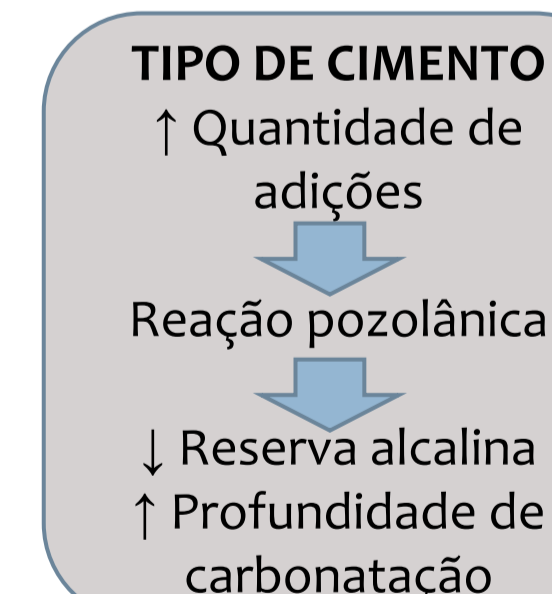 TIPO DE CIMENTO
↑ Quantidade de
adições
Reação pozolânica
↓ Reserva alcalina
↑ Profundidade de
carbonatação